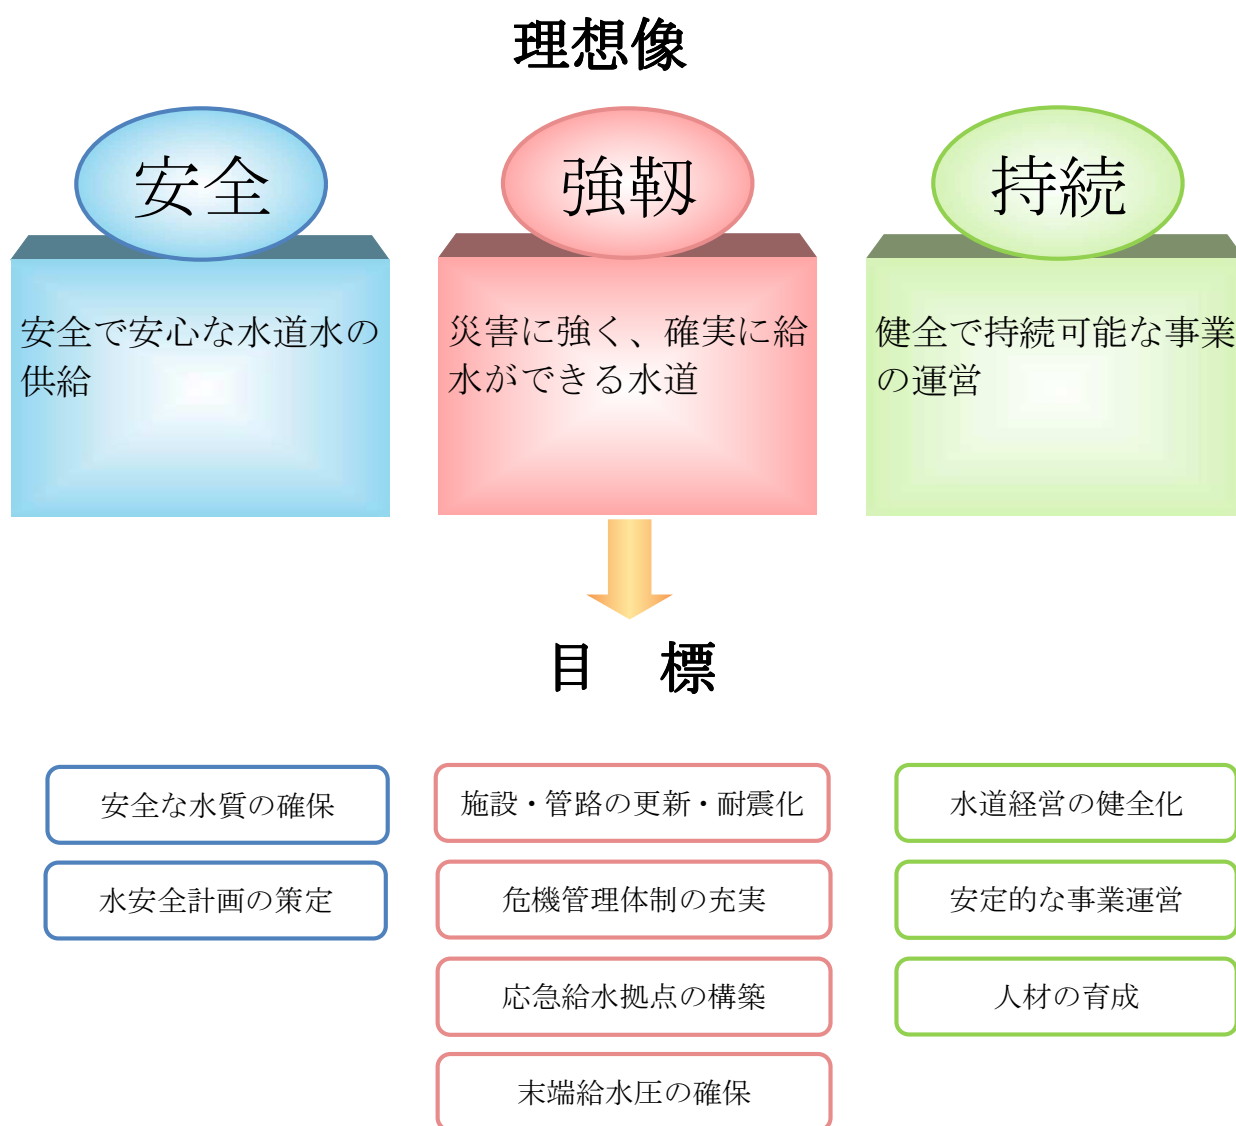 理想像
安全
強靱
持続
安全で安心な水道水の
供給
災害に強く、確実に給
水ができる水道
健全で持続可能な事業
の運営
目　標
安全な水質の確保
水安全計画の策定
施設・管路の更新・耐震化
危機管理体制の充実
応急給水拠点の構築
末端給水圧の確保
水道経営の健全化
安定的な事業運営
人材の育成